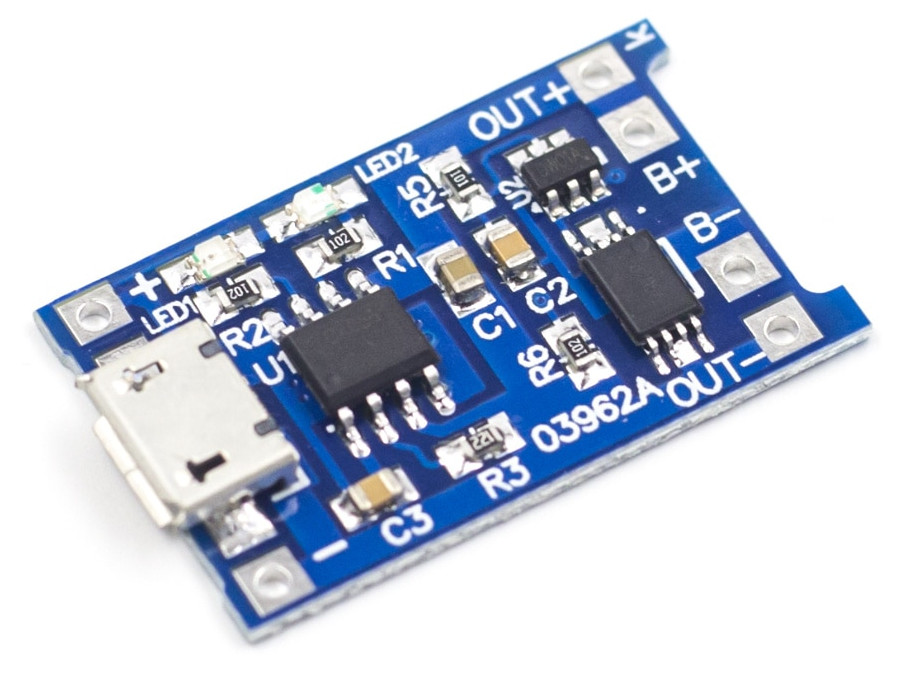 k
OUT+
B+
B-
OUT-
LED2
R5
101
U2
+
LED1
102
R1
102
R2
U1
C1
C2
R6
102
03962A
221
R3
C3
-